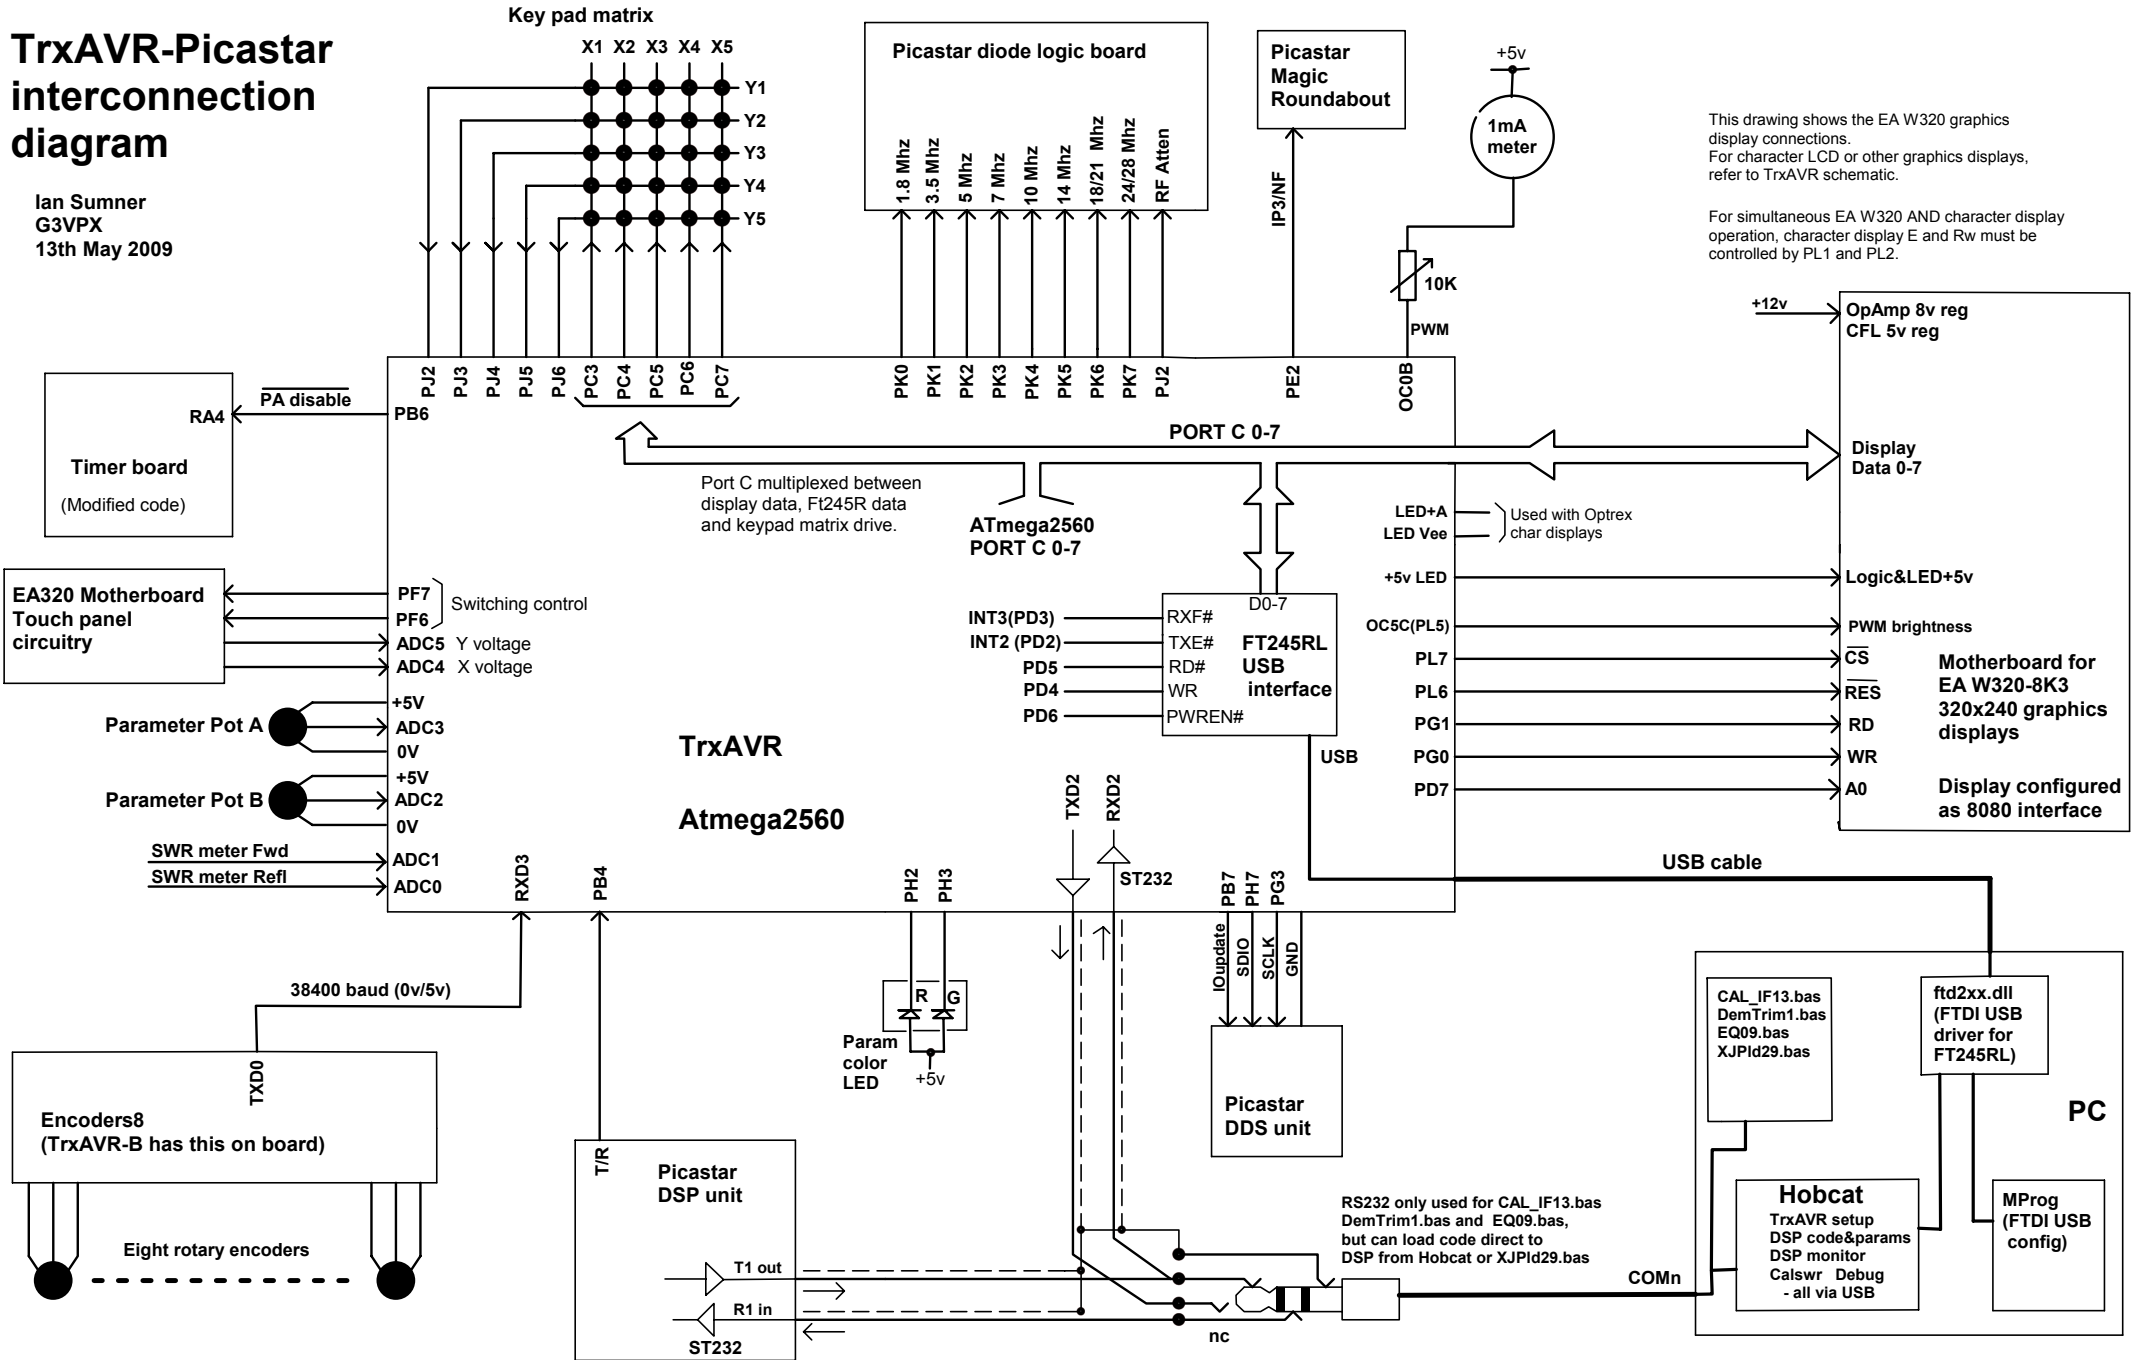 TrxAVR-Picastar
interconnection
diagram
Ian Sumner
G3VPX
13th May 2009
Key pad matrix
X1 X2 X3 X4 X5
Y1
Y2
Y3
Y4
Y5
Picastar diode logic board
1.8 Mhz
3.5 Mhz
5 Mhz
7 Mhz
10 Mhz
14 Mhz
18/21 Mhz
24/28 Mhz
RF Atten
Picastar
Magic
Roundabout
IP3/NF
+5v
1mA
meter
10K
PWM
This drawing shows the EA W320 graphics
display connections.
For character LCD or other graphics displays,
refer to TrxAVR schematic.
For simultaneous EA W320 AND character display
operation, character display E and Rw must be
controlled by PL1 and PL2.
+12v
OpAmp 8v reg
CFL 5v reg
PJ2
PJ3
PJ4
PJ5
PJ6
PC3
PC4
PC5
PC6
PC7
PK0
PK1
PK2
PK3
PK4
PK5
PK6
PK7
PJ2
PE2
OC0B
RA4
PA disable
PB6
Timer board
(Modified code)
PORT C 0-7
Display
Data 0-7
Port C multiplexed between
display data, Ft245R data
and keypad matrix drive.
ATmega2560
PORT C 0-7
LED+A
LED Vee
Used with Optrex
char displays
+5v LED
Logic&LED+5v
EA320 Motherboard
Touch panel
circuitry
PF7
PF6
Switching control
ADC5 Y voltage
ADC4 X voltage
D0-7
INT3(PD3)
RXF#
INT2 (PD2)
TXE#
PD5
RD#
PD4
WR
PD6
PWREN#
FT245RL
USB
interface
OC5C(PL5)
PWM brightness
PL7
CS
PL6
RES
PG1
RD
PG0
WR
PD7
A0
Motherboard for
EA W320-8K3
320x240 graphics
displays
Display configured
as 8080 interface
Parameter Pot A
+5V
ADC3
0V
Parameter Pot B
+5V
ADC2
0V
TrxAVR
Atmega2560
USB
SWR meter Fwd
ADC1
SWR meter Refl
ADC0
RXD3
PB4
PH2
PH3
TXD2
RXD2
ST232
PB7
PH7
PG3
IOupdate
SDIO
SCLK
GND
USB cable
38400 baud (0v/5v)
TXD0
Encoders8
(TrxAVR-B has this on board)
Eight rotary encoders
R G
Param
color
LED
+5v
Picastar
DDS unit
T/R
Picastar
DSP unit
T1 out
R1 in
ST232
nc
RS232 only used for CAL_IF13.bas
DemTrim1.bas and EQ09.bas,
but can load code direct to
DSP from Hobcat or XJPld29.bas
COMn
CAL_IF13.bas
DemTrim1.bas
EQ09.bas
XJPld29.bas
ftd2xx.dll
(FTDI USB
driver for
FT245RL)
PC
Hobcat
TrxAVR setup
DSP code&params
DSP monitor
Calswr Debug
- all via USB
MProg
(FTDI USB
config)